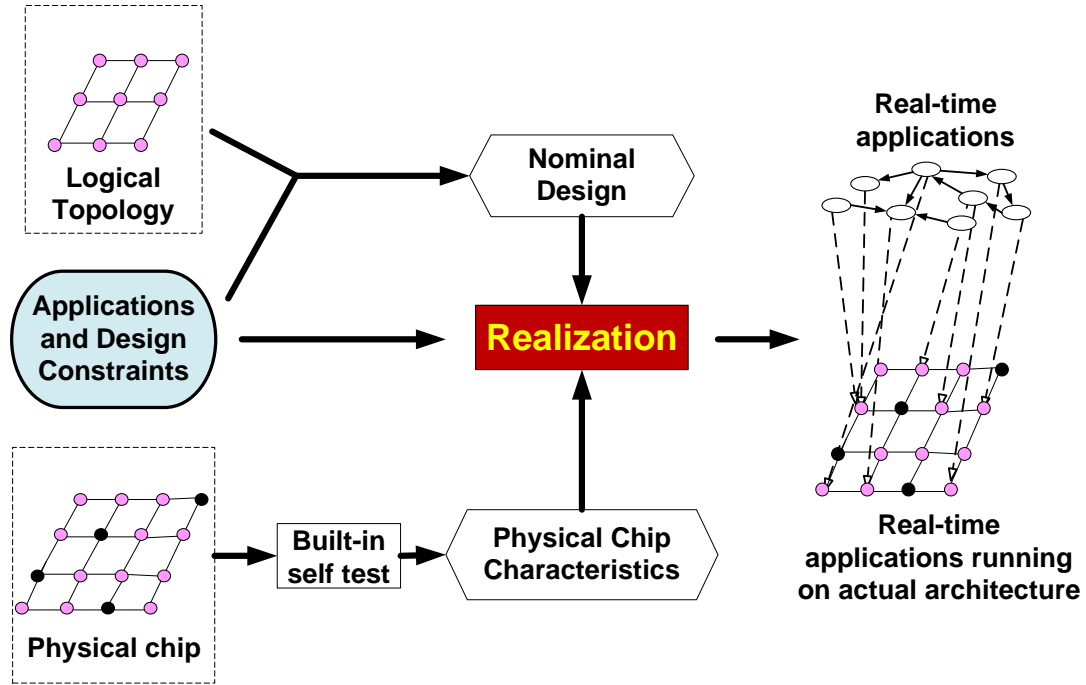 Logical
Topology
Applications
and Design
Constraints
Physical chip
Built-in
self test
Nominal
Design
Realization
Physical Chip
Characteristics
Real-time
applications
Real-time
applications running
on actual architecture